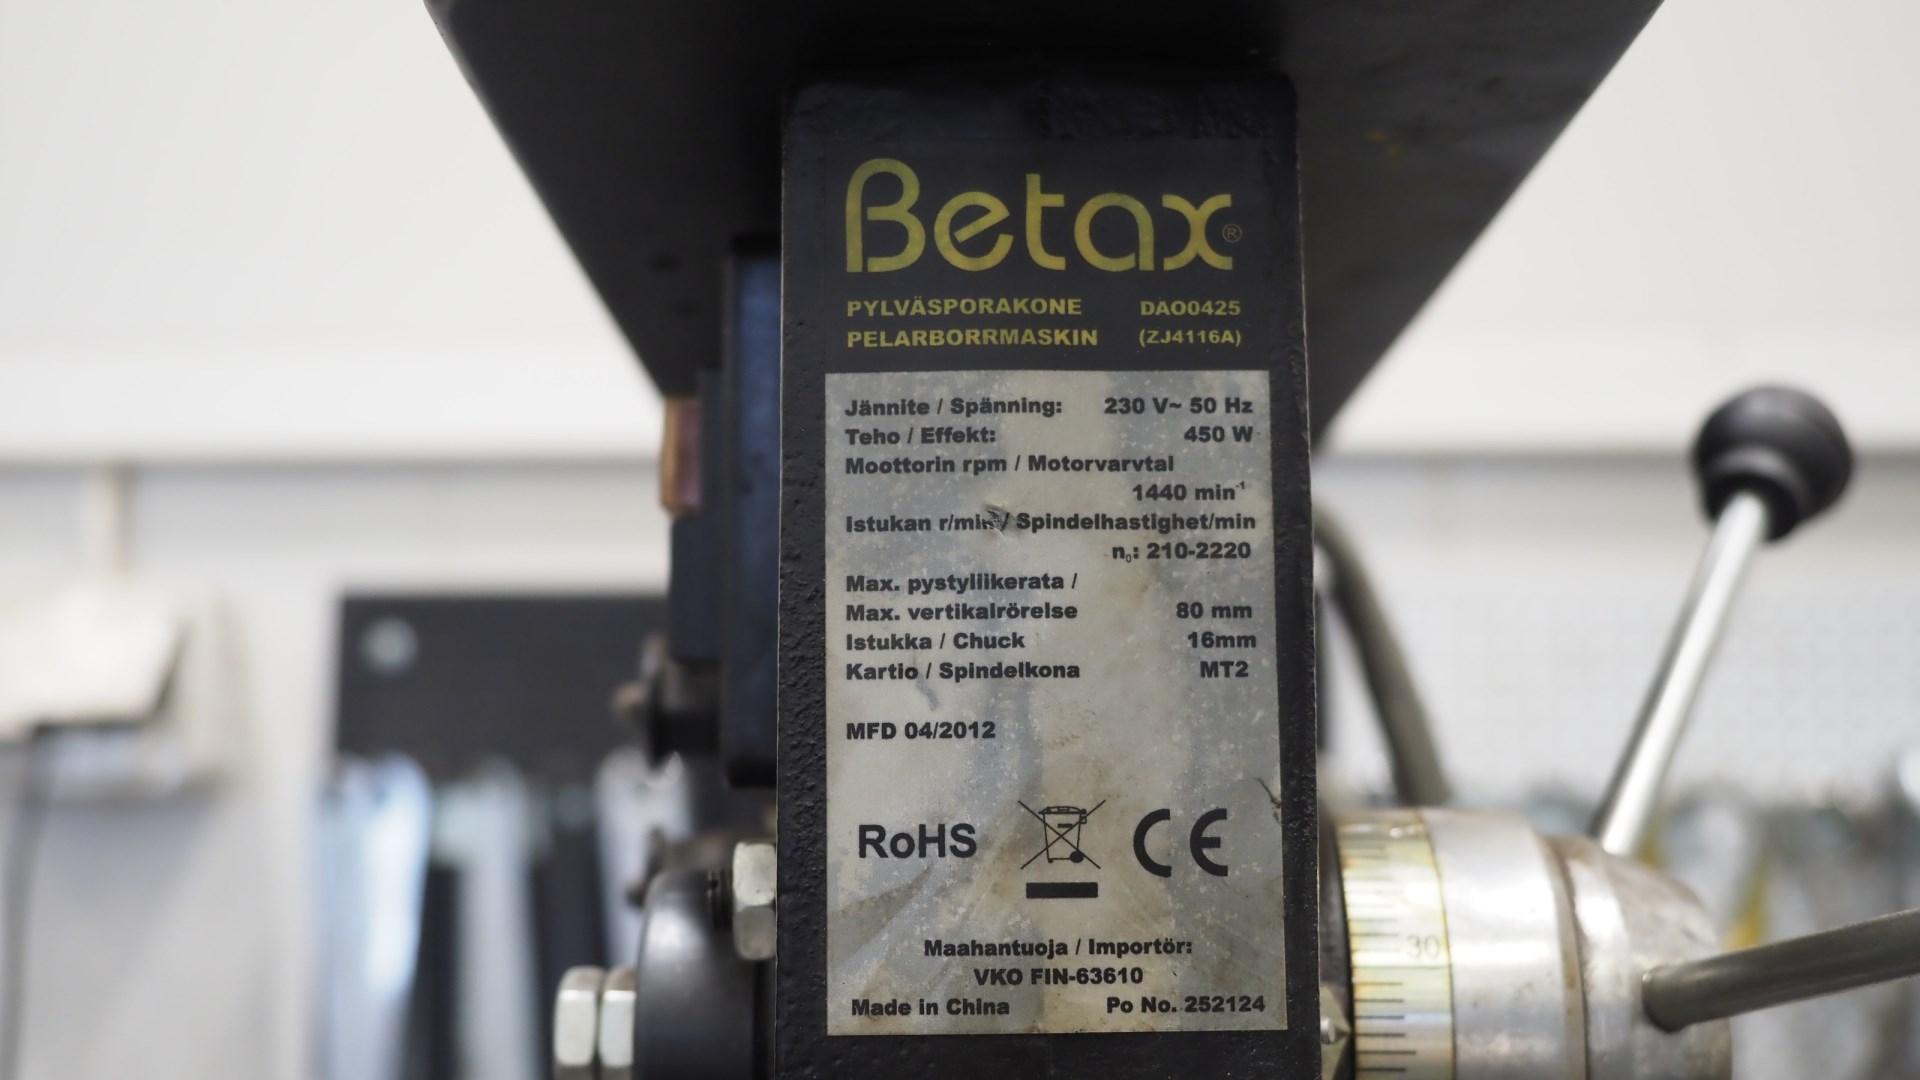 Betax®
PYLVÄSPORAKONE DAO0425
PELARBORRMASKIN (ZJ4116A)
Jännite / Spänning: 230 V~ 50 Hz
Teho / Effekt: 450 W
Moottorin rpm / Motorvarvtal
1440 min⁻¹
Istukan r/min / Spindelhastighet/min
n₀: 210-2220
Max. pystyliikerata /
Max. vertikalrörelse 80 mm
Istukka / Chuck 16mm
Kartio / Spindelkona MT2
MFD 04/2012
RoHS CE
Maahantuoja / Importör:
VKO FIN-63610
Made in China Po No. 252124
30